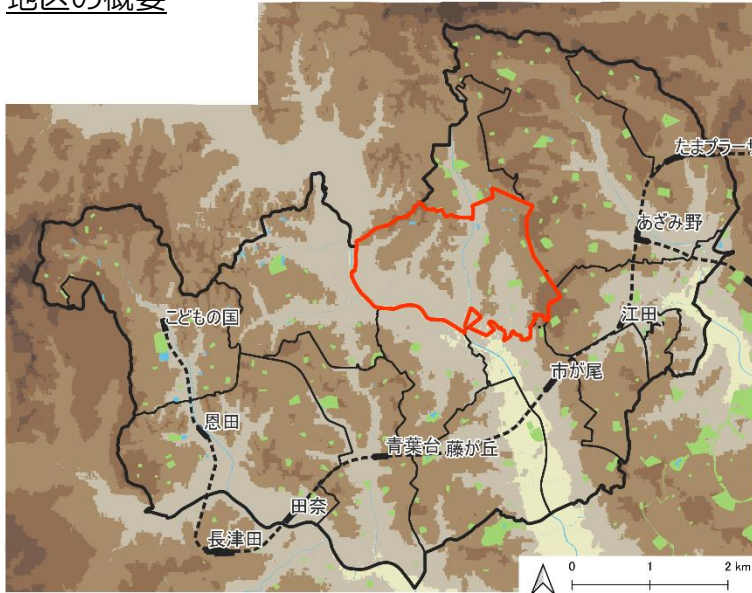 地区の概要
たまプラーザ
あざみ野
江田
こどもの国
市が尾
恩田
青葉台
藤が丘
田奈
長津田
0 1 2 km